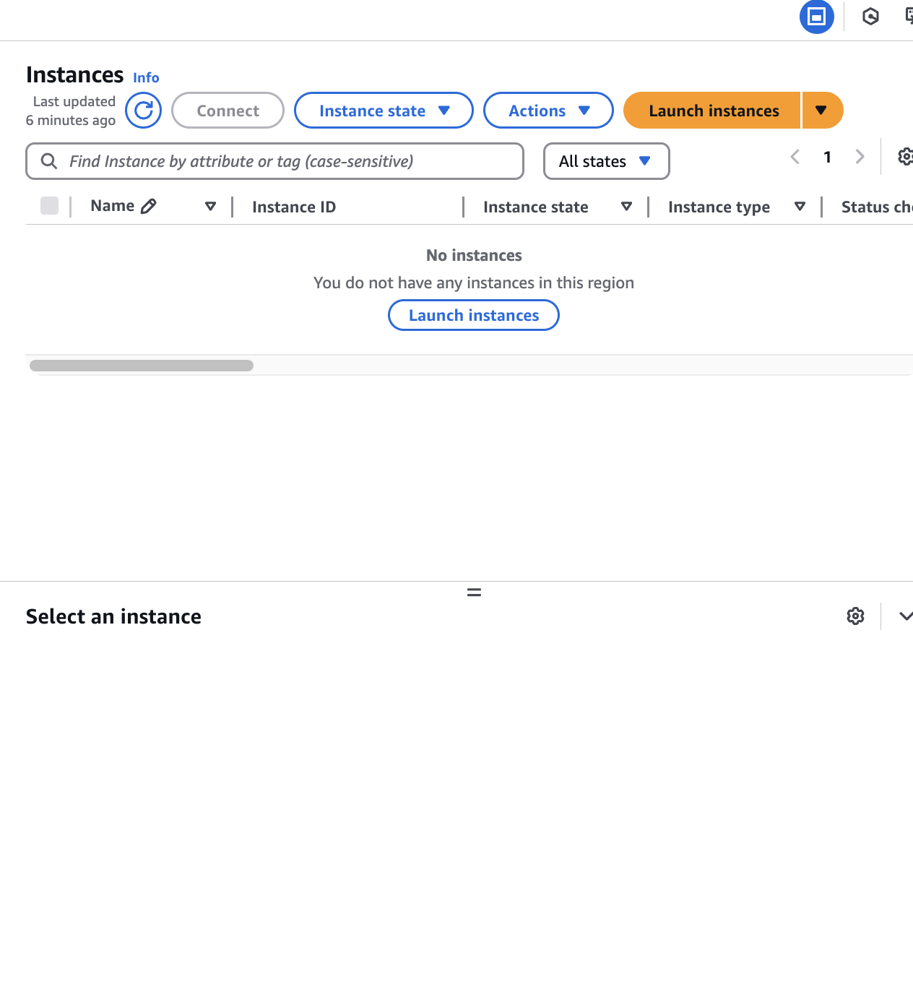 Instances Info
Last updated
6 minutes ago
Connect
Instance state
Actions
Launch instances
Find Instance by attribute or tag (case-sensitive)
All states
1
Name
Instance ID
Instance state
Instance type
Status che
No instances
You do not have any instances in this region
Launch instances
Select an instance